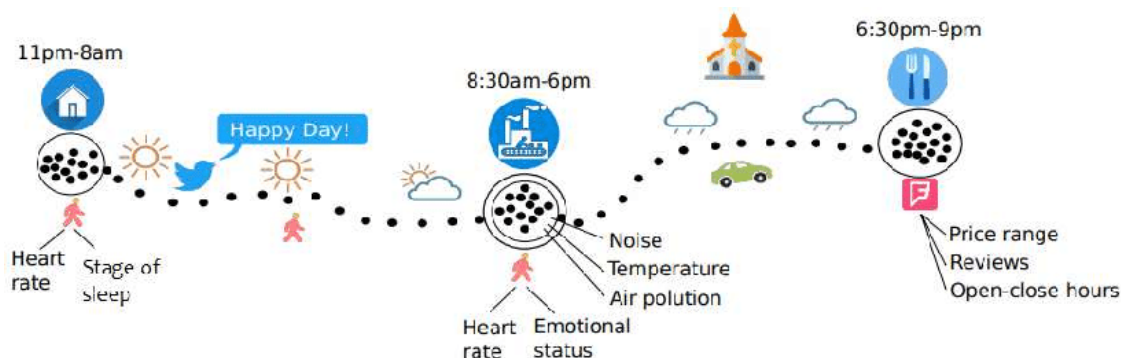 11pm-8am
Happy Day!
Heart
rate
Stage of
sleep
8:30am-6pm
Noise
Temperature
Air polution
Heart
rate
Emotional
status
6:30pm-9pm
Price range
Reviews
Open-close hours